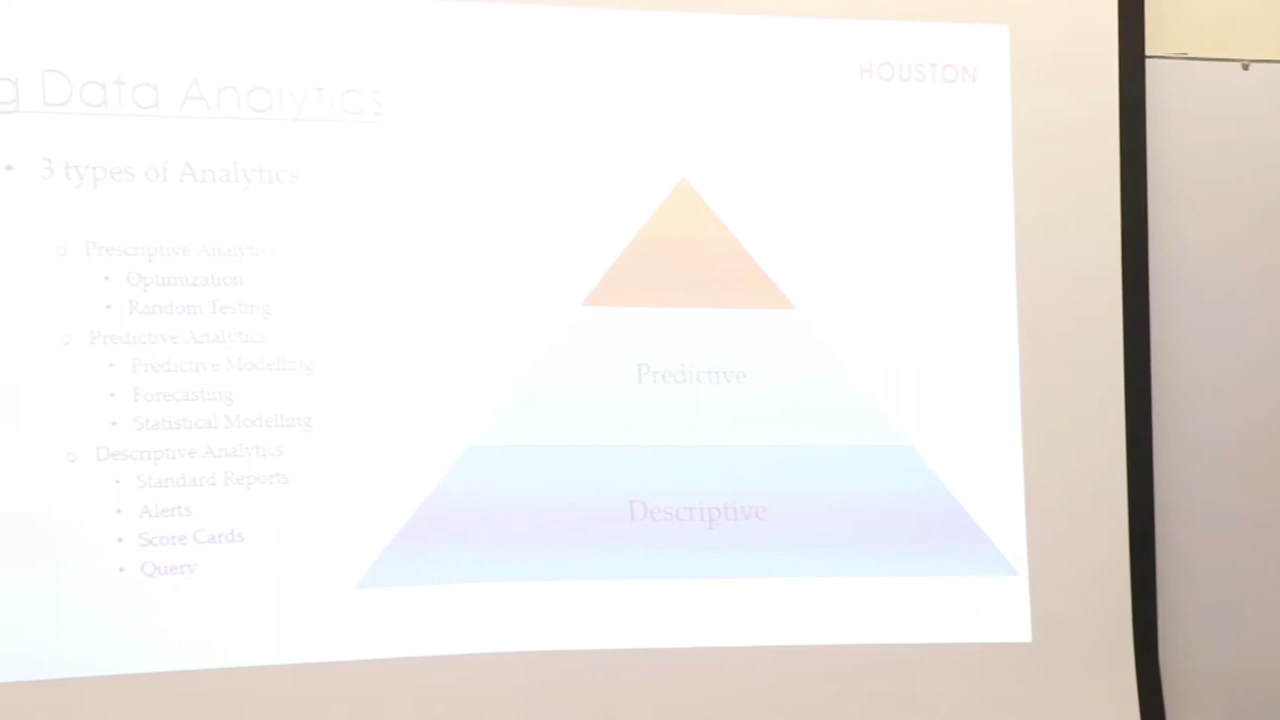 g Data Analytics
HOUSTON
• 3 types of Analytics
o Prescriptive Analytics
• Optimization
• Random Testing
o Predictive Analytics
• Predictive Modelling
• Forecasting
• Statistical Modelling
o Descriptive Analytics
• Standard Reports
• Alerts
• Score Cards
• Query
Predictive
Descriptive